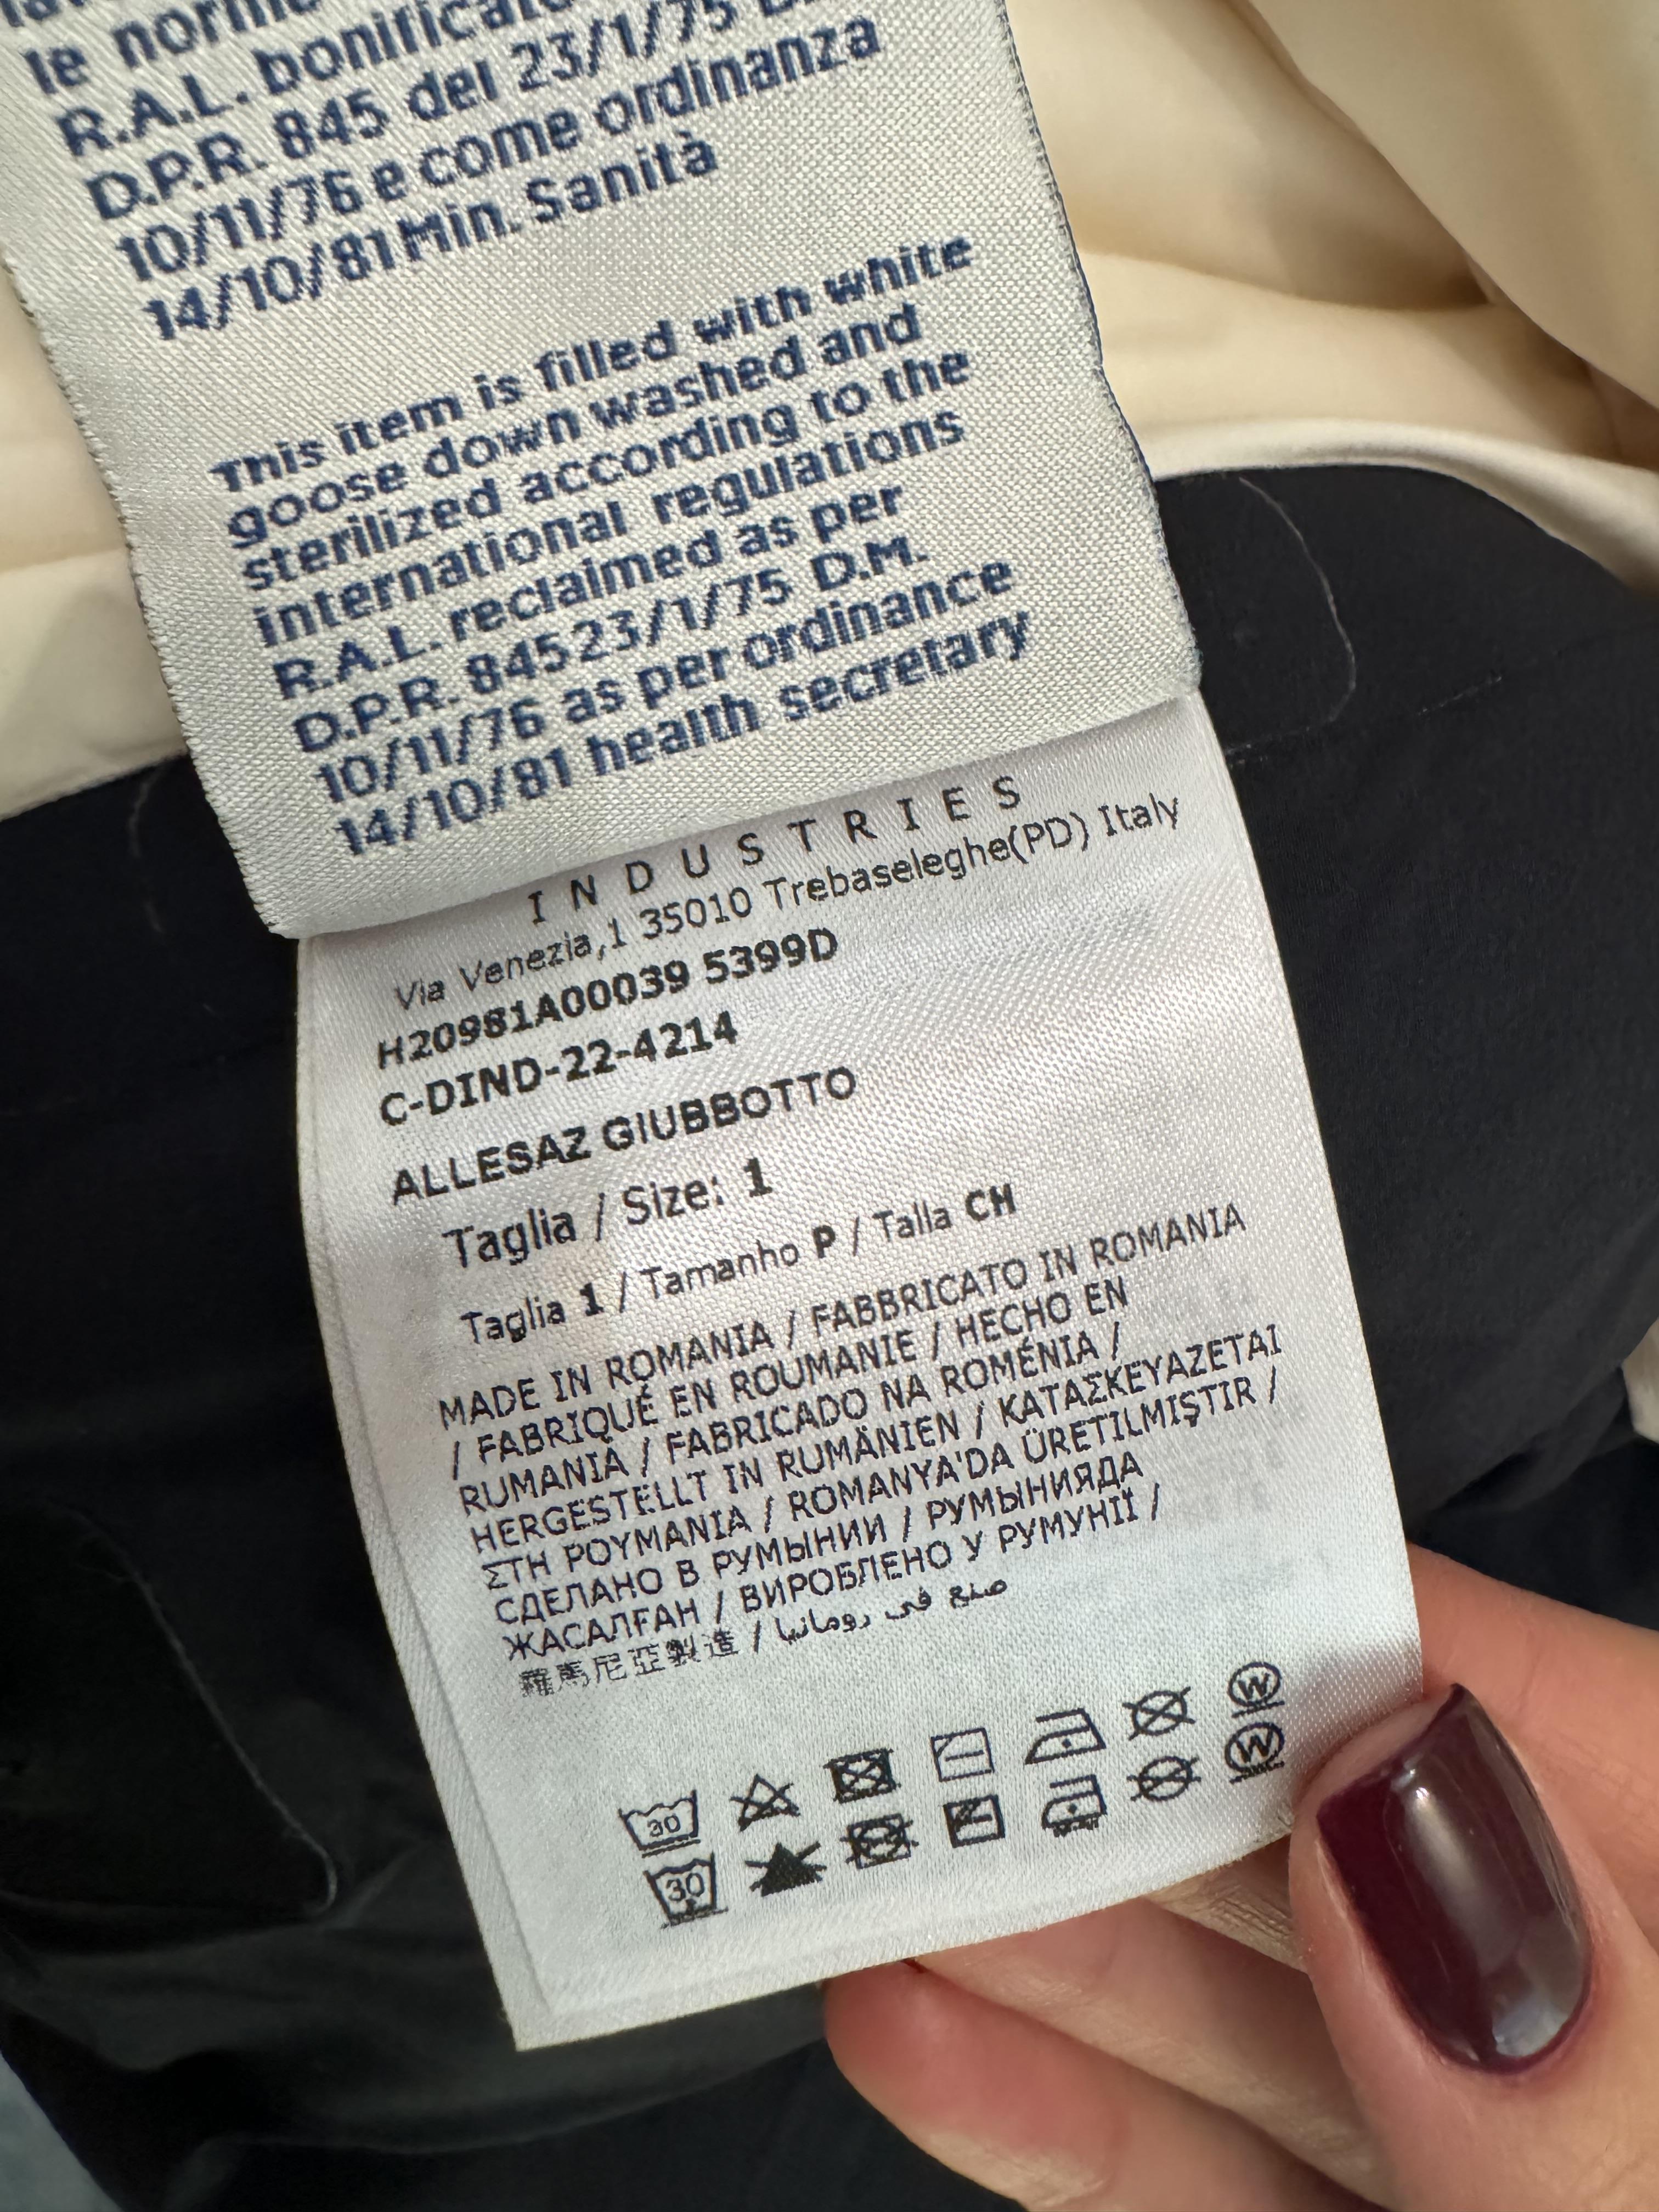 le norme
R.A.L. bonificato
D.P.R. 845 del 23/1/75
10/11/76 e come ordinanza
14/10/81 Min. Sanità
This item is filled with white
goose down washed and
sterilized according to the
international regulations
R.A.L. reclaimed as per
D.P.R. 845 23/1/75 D.M.
10/11/76 as per ordinance
14/10/81 health secretary
INDUSTRIES
Via Venezia,1 35010 Trebaseleghe(PD) Italy
H20981A00039 5399D
C-DIND-22-4214
ALLESAZ GIUBBOTTO
Taglia / Size: 1
Taglia 1 / Tamanho P / Talla CH
MADE IN ROMANIA / FABBRICATO IN ROMANIA
/ FABRIQUÉ EN ROUMANIE / HECHO EN
RUMANIA / FABRICADO NA ROMÉNIA /
HERGESTELLT IN RUMÄNIEN / ΚΑΤΑΣΚΕΥΑΖΕΤΑΙ
ΣΤΗ ΡΟΥΜΑΝΙΑ / ROMANYA'DA ÜRETILMIŞTIR /
СДЕЛАНО В РУМЫНИИ / РУМЫНИЯДА
ЖАСАЛҒАН / ВИРОБЛЕНО У РУМУНІЇ /
羅馬尼亞製造 / صنع في رومانيا
30 W
30 W